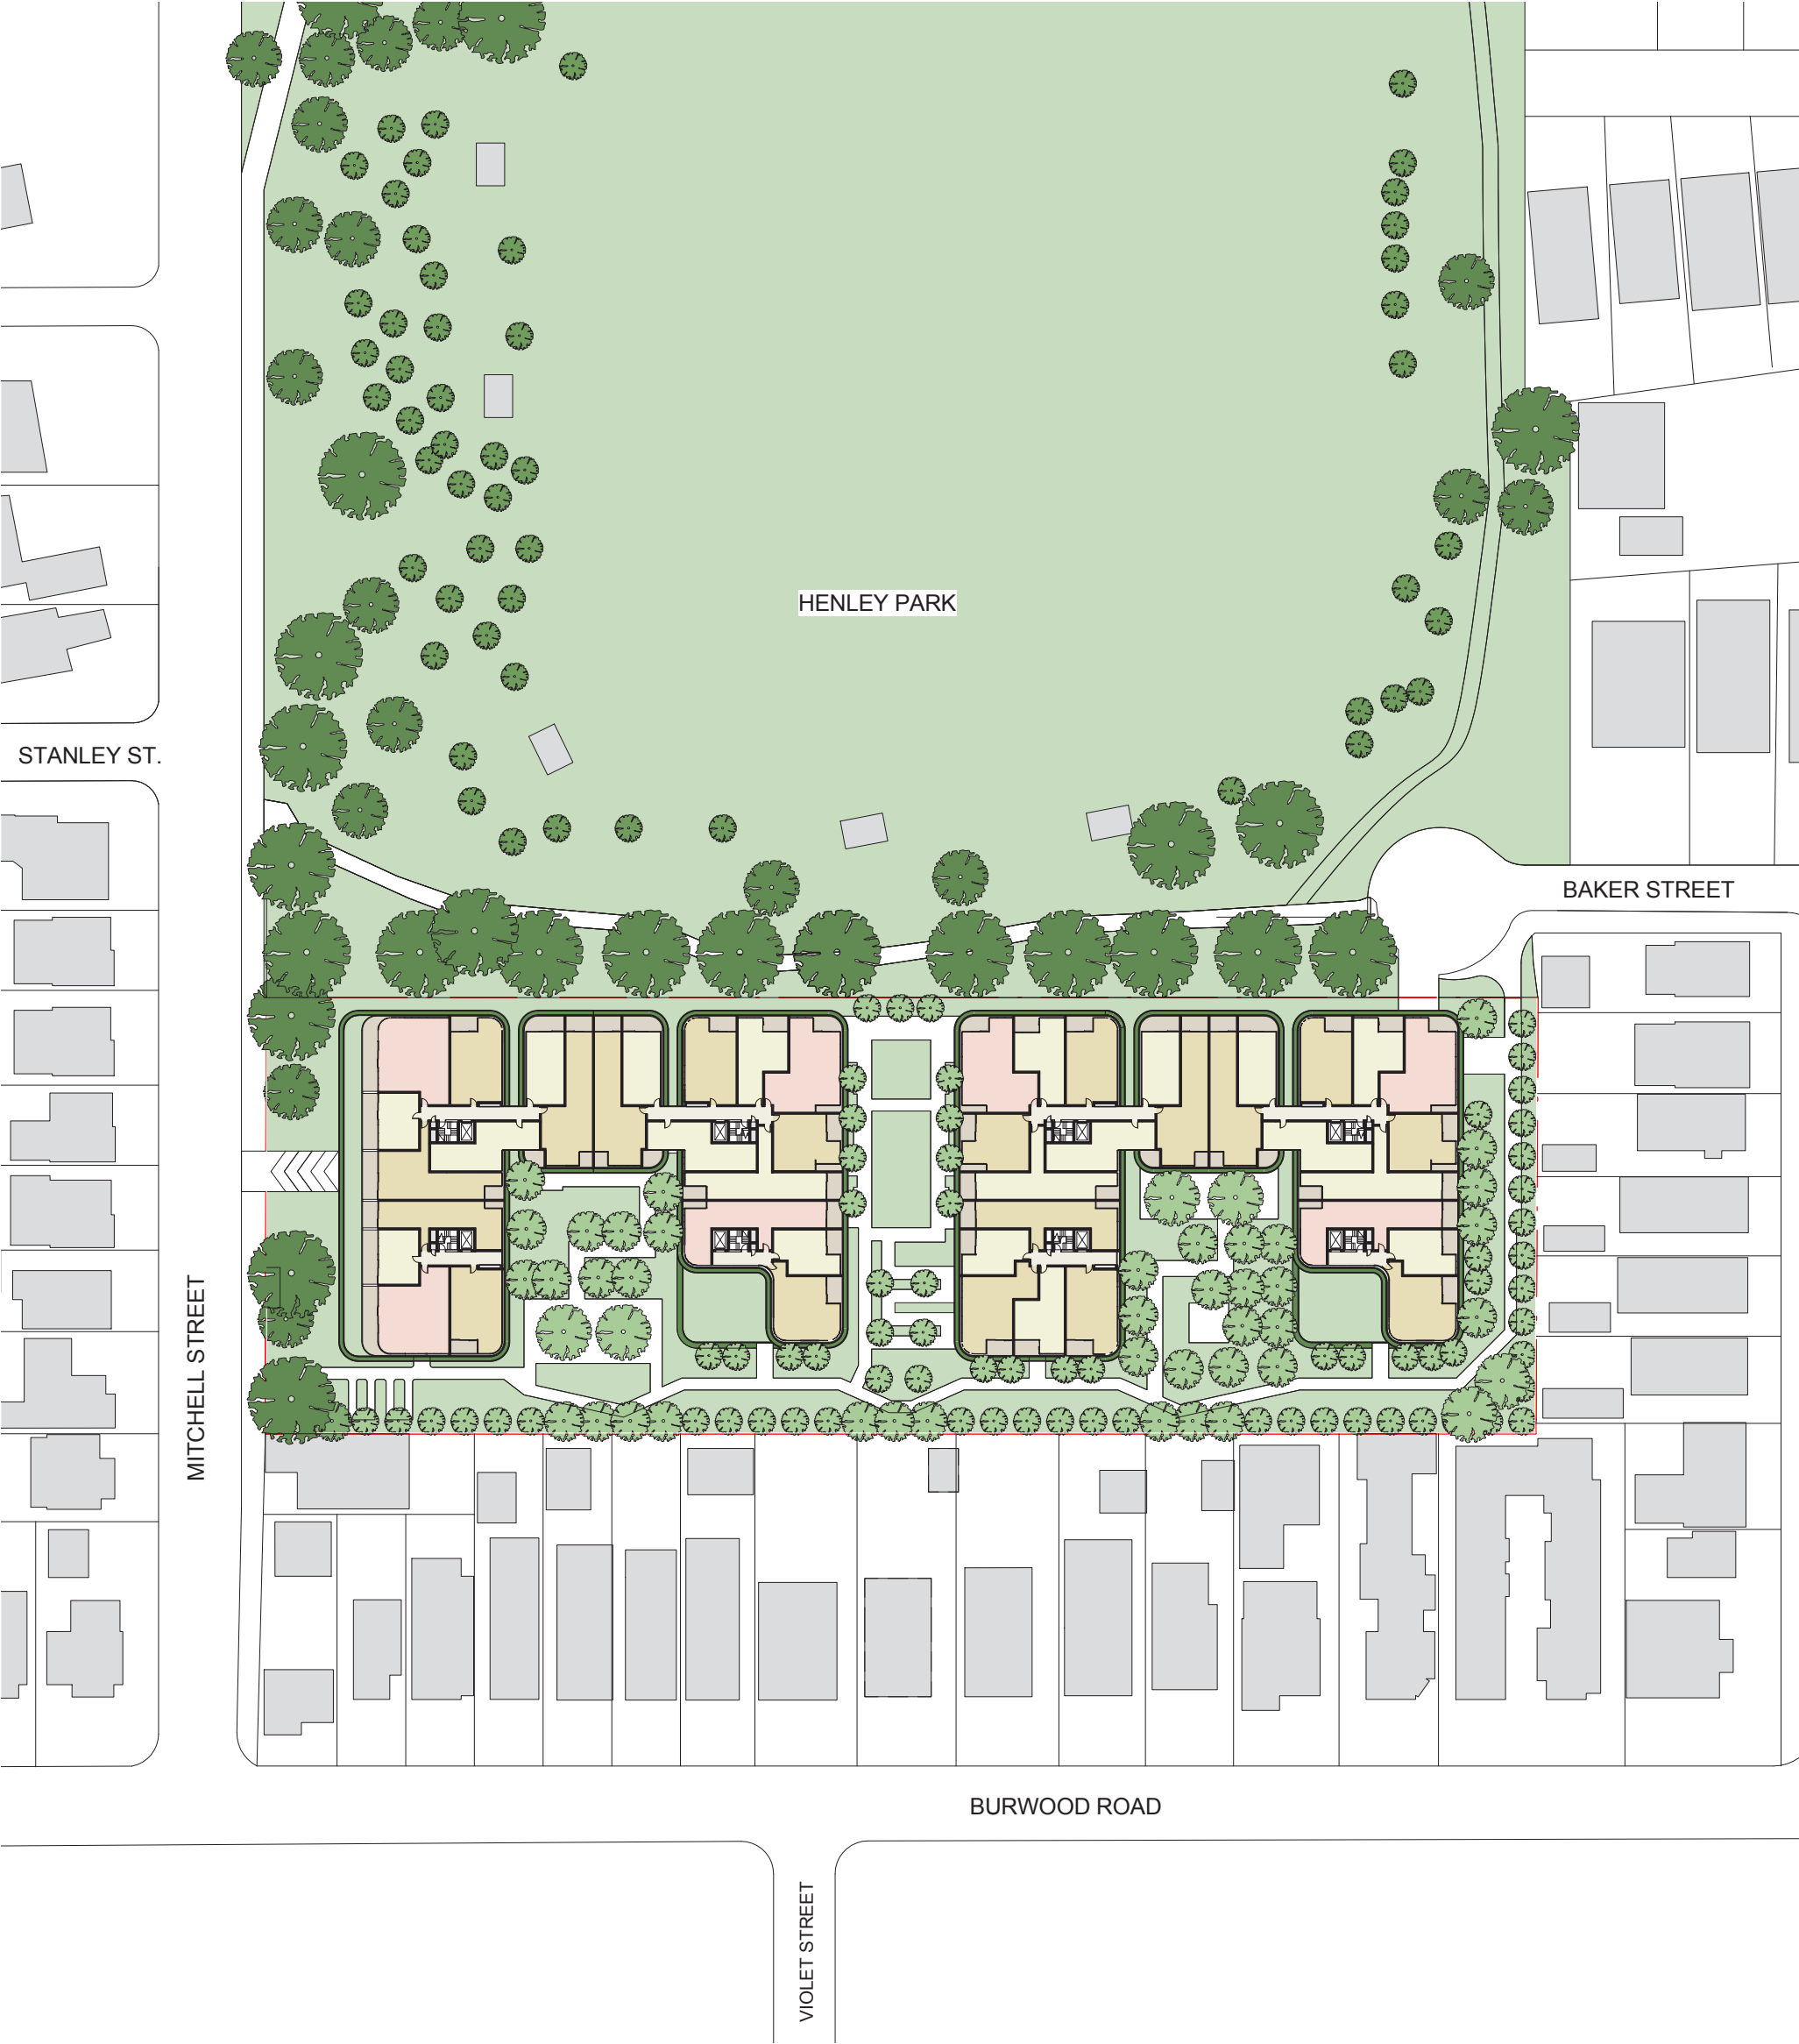 HENLEY PARK
STANLEY ST.
BAKER STREET
MITCHELL STREET
BURWOOD ROAD
VIOLET STREET